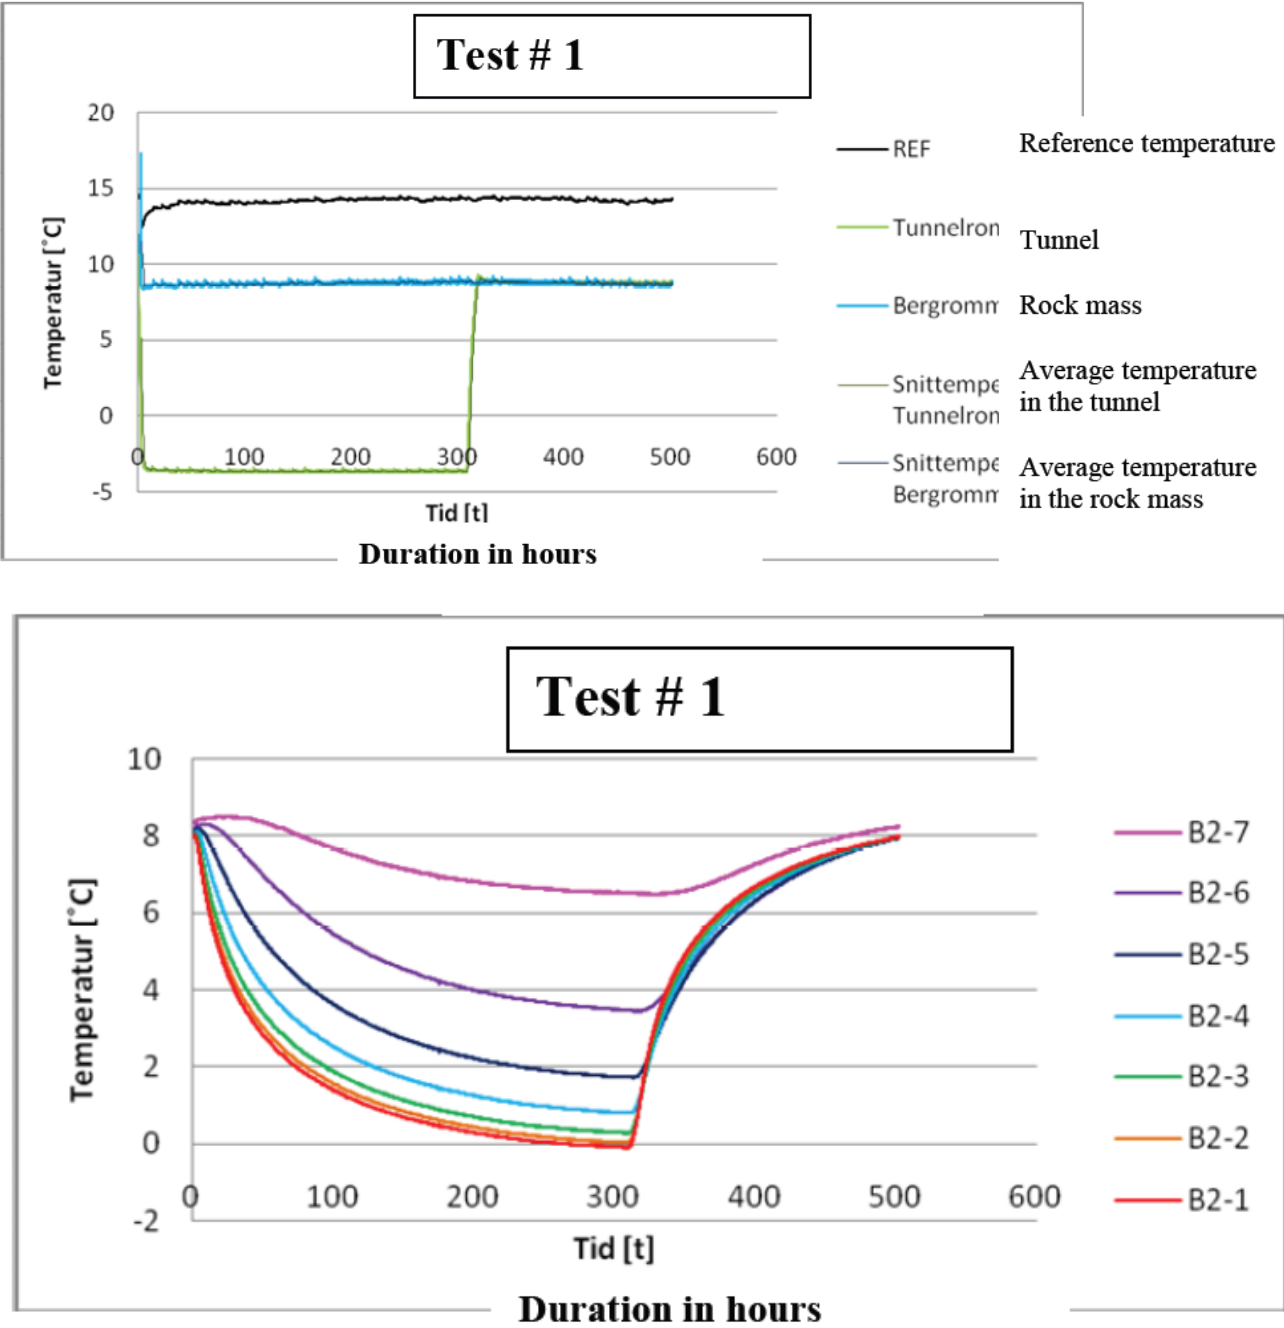 Test # 1
20
15
10
5
0
-5
Temperatur [˚C]
0 100 200 300 400 500 600
Tid [t]
Duration in hours
REF Reference temperature
Tunnelron Tunnel
Bergromm Rock mass
Snittempe Average temperature
Tunnelron in the tunnel
Snittempe Average temperature
Bergromm in the rock mass
Test # 1
10
8
6
4
2
0
-2
Temperatur [˚C]
0 100 200 300 400 500 600
Tid [t]
Duration in hours
B2-7
B2-6
B2-5
B2-4
B2-3
B2-2
B2-1